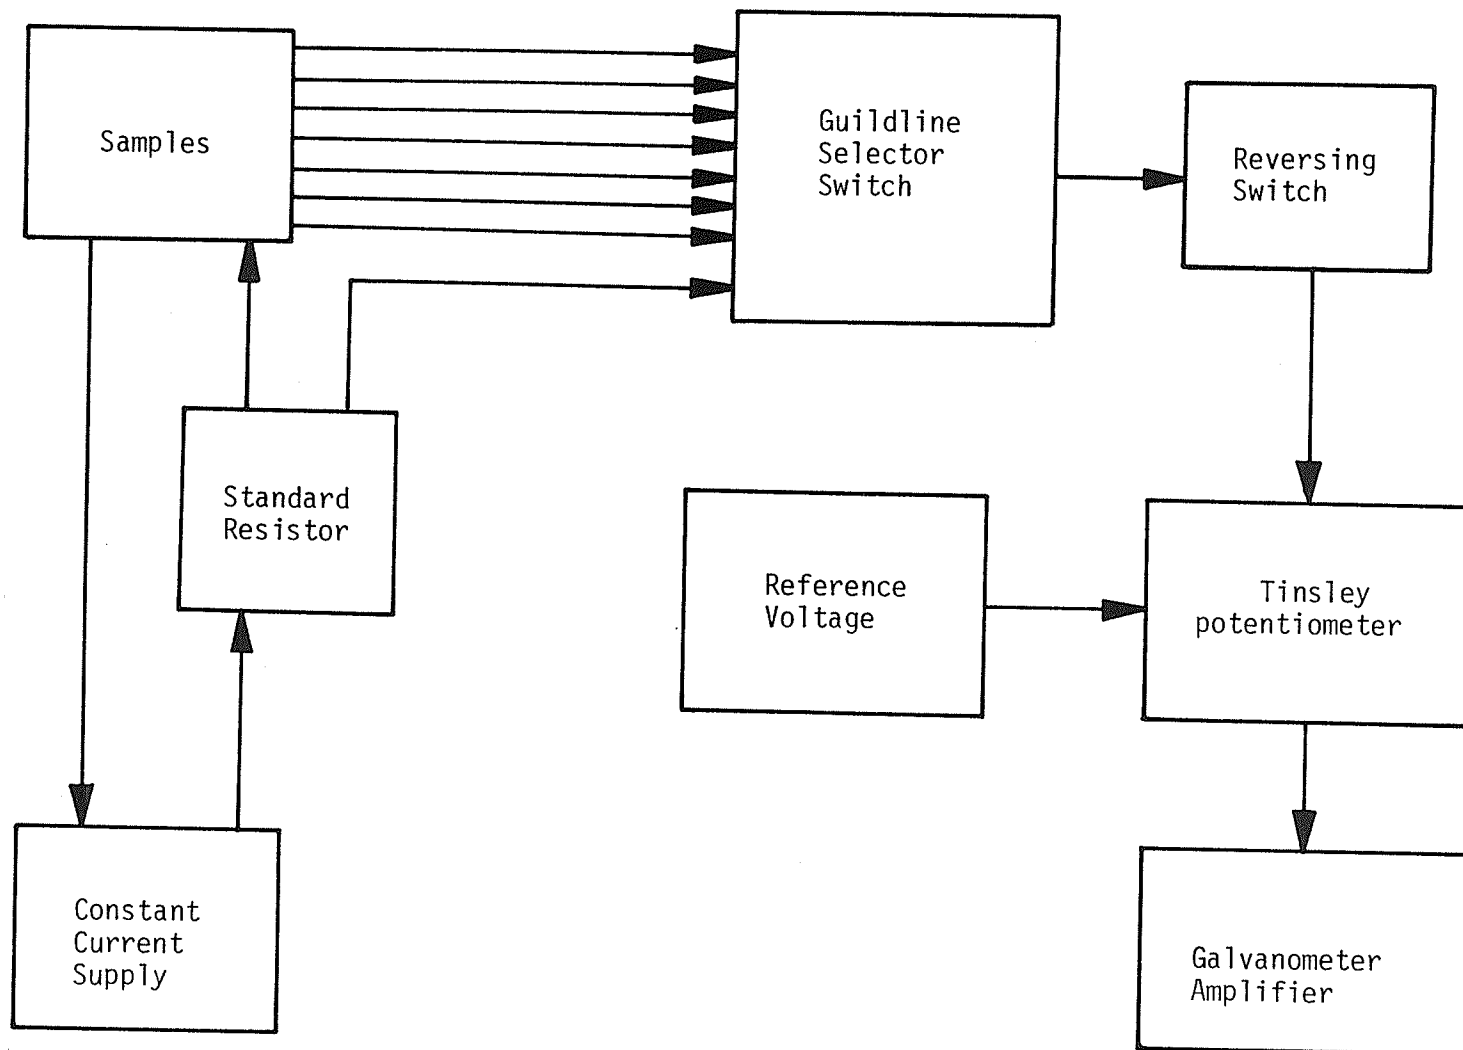 Samples
Guildline
Selector
Switch
Reversing
Switch
Standard
Resistor
Reference
Voltage
Tinsley
potentiometer
Constant
Current
Supply
Galvanometer
Amplifier